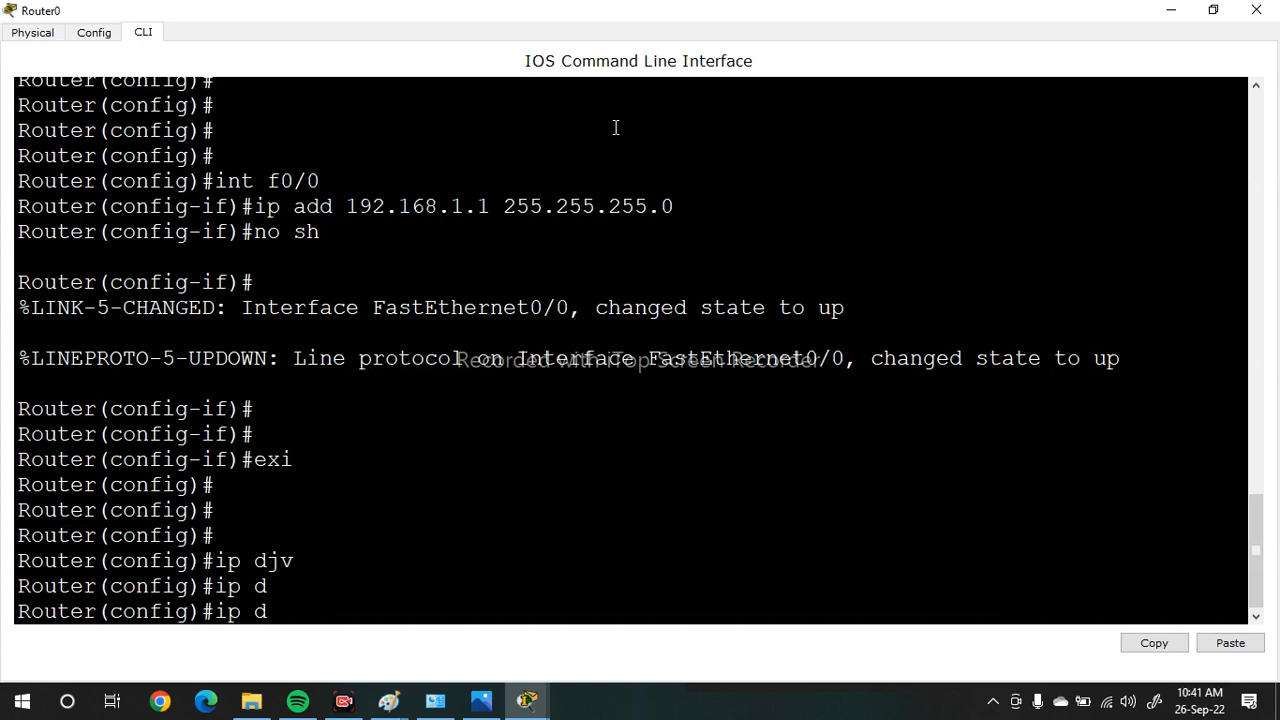 Router0
Physical Config CLI
IOS Command Line Interface
Router(config)#
Router(config)#
Router(config)#
Router(config)#
Router(config)#int f0/0
Router(config-if)#ip add 192.168.1.1 255.255.255.0
Router(config-if)#no sh
Router(config-if)#
%LINK-5-CHANGED: Interface FastEthernet0/0, changed state to up
%LINEPROTO-5-UPDOWN: Line protocol on Interface FastEthernet0/0, changed state to up
Recorded with iTop Screen Recorder
Router(config-if)#
Router(config-if)#
Router(config-if)#exi
Router(config)#
Router(config)#
Router(config)#
Router(config)#ip djv
Router(config)#ip d
Router(config)#ip d
Copy Paste
10:41 AM
26-Sep-22